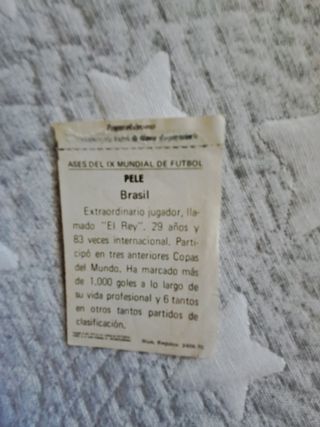 ASES DEL IX MUNDIAL DE FUTBOL
PELE
Brasil
Extraordinario jugador, lla-
mado "El Rey". 29 años y
83 veces internacional. Parti-
cipó en tres anteriores Copas
del Mundo. Ha marcado más
de 1,000 goles a lo largo de
su vida profesional y 6 tantos
en otros tantos partidos de
clasificación.
Núm.